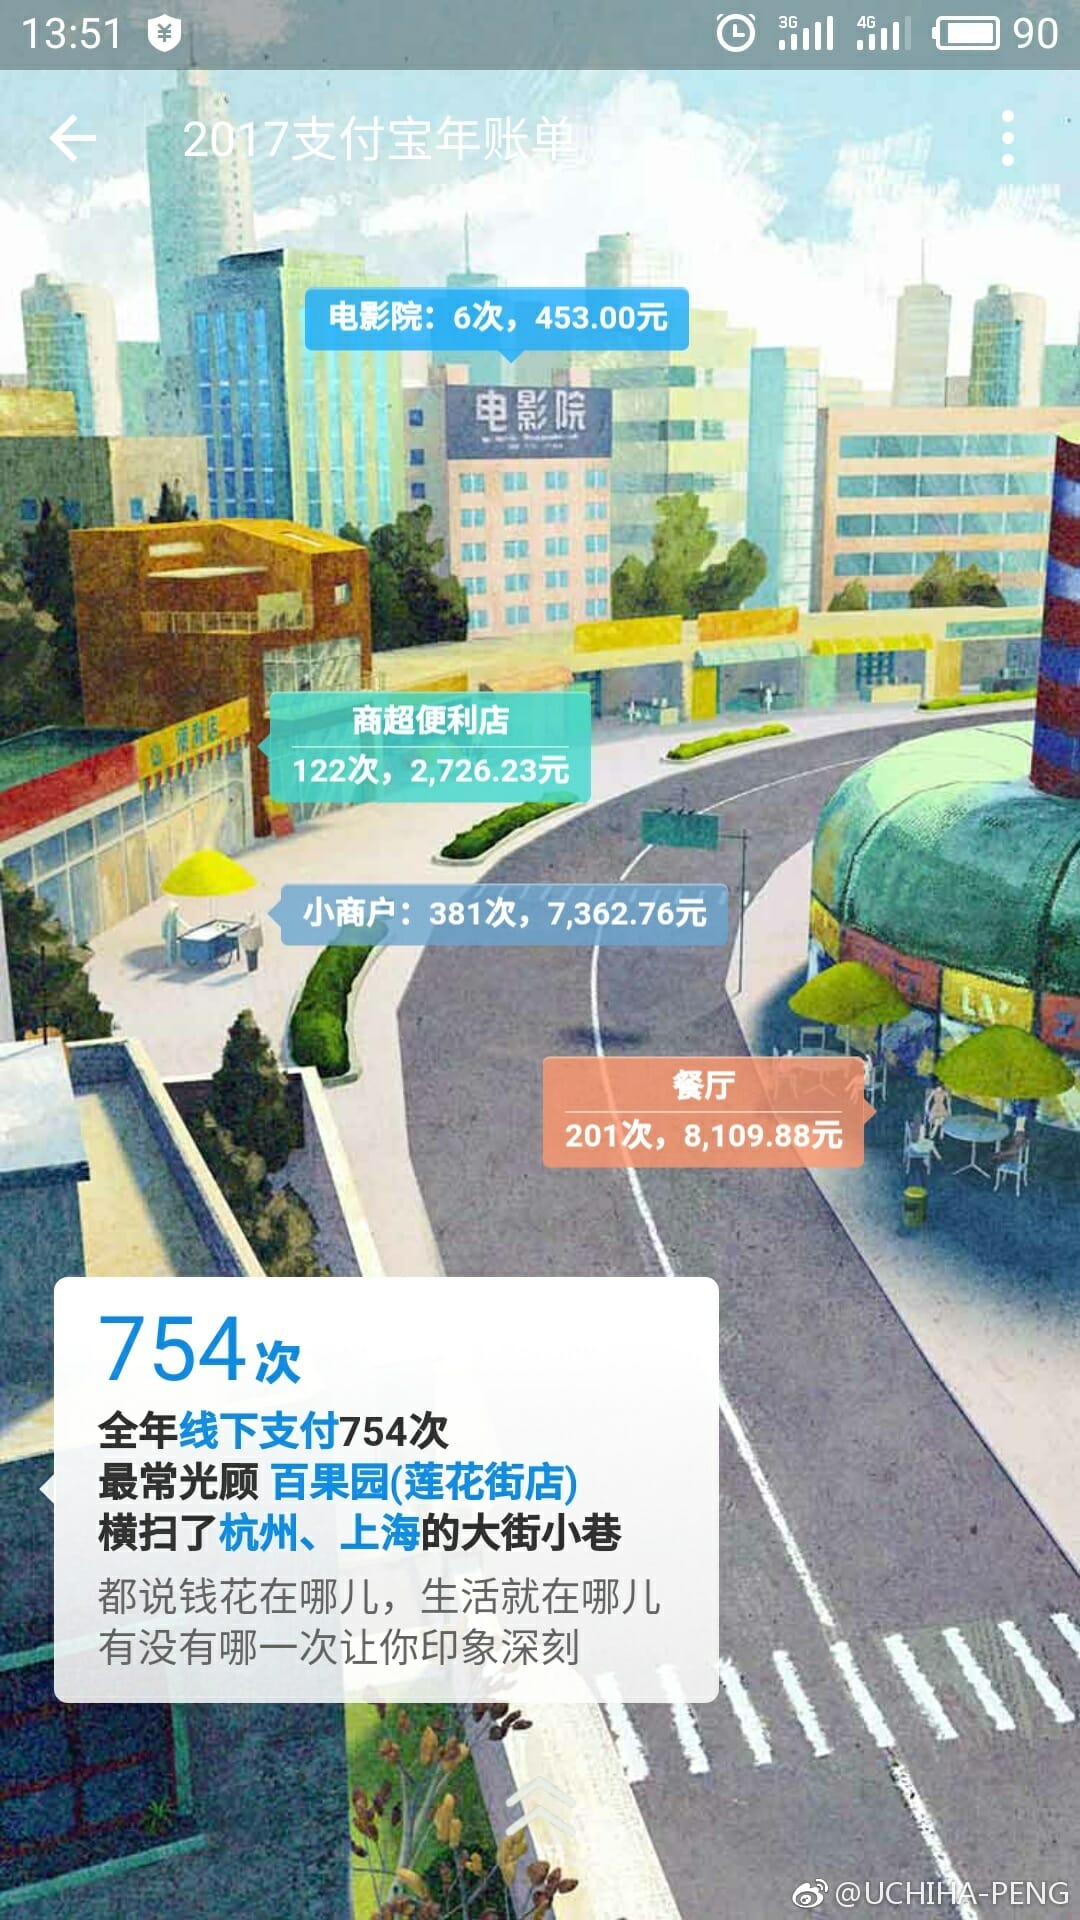 13:51
3G
4G
90
2017支付宝年账单
电影院：6次，453.00元
电影院
商超便利店
122次，2,726.23元
小商户：381次，7,362.76元
餐厅
201次，8,109.88元
754次
全年线下支付754次
最常光顾 百果园(莲花街店)
横扫了杭州、上海的大街小巷
都说钱花在哪儿，生活就在哪儿
有没有哪一次让你印象深刻
@UCHIHA-PENG